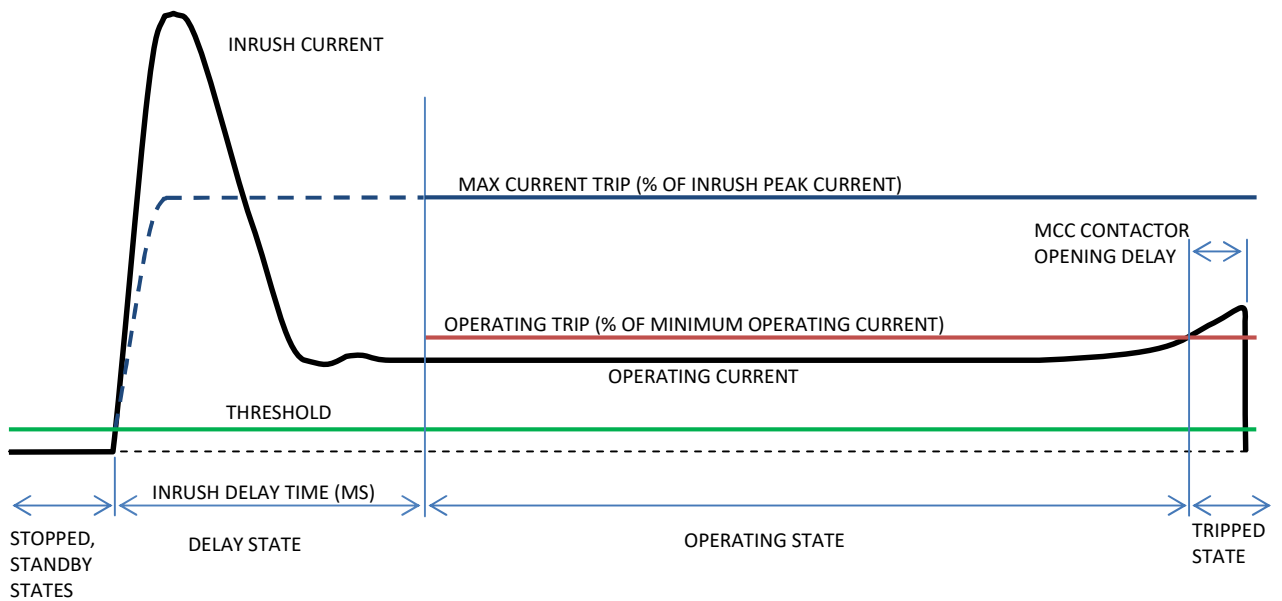 INRUSH CURRENT
MAX CURRENT TRIP (% OF INRUSH PEAK CURRENT)
MCC CONTACTOR
OPENING DELAY
OPERATING TRIP (% OF MINIMUM OPERATING CURRENT)
OPERATING CURRENT
THRESHOLD
INRUSH DELAY TIME (MS)
STOPPED,
STANDBY
STATES
DELAY STATE
OPERATING STATE
TRIPPED
STATE